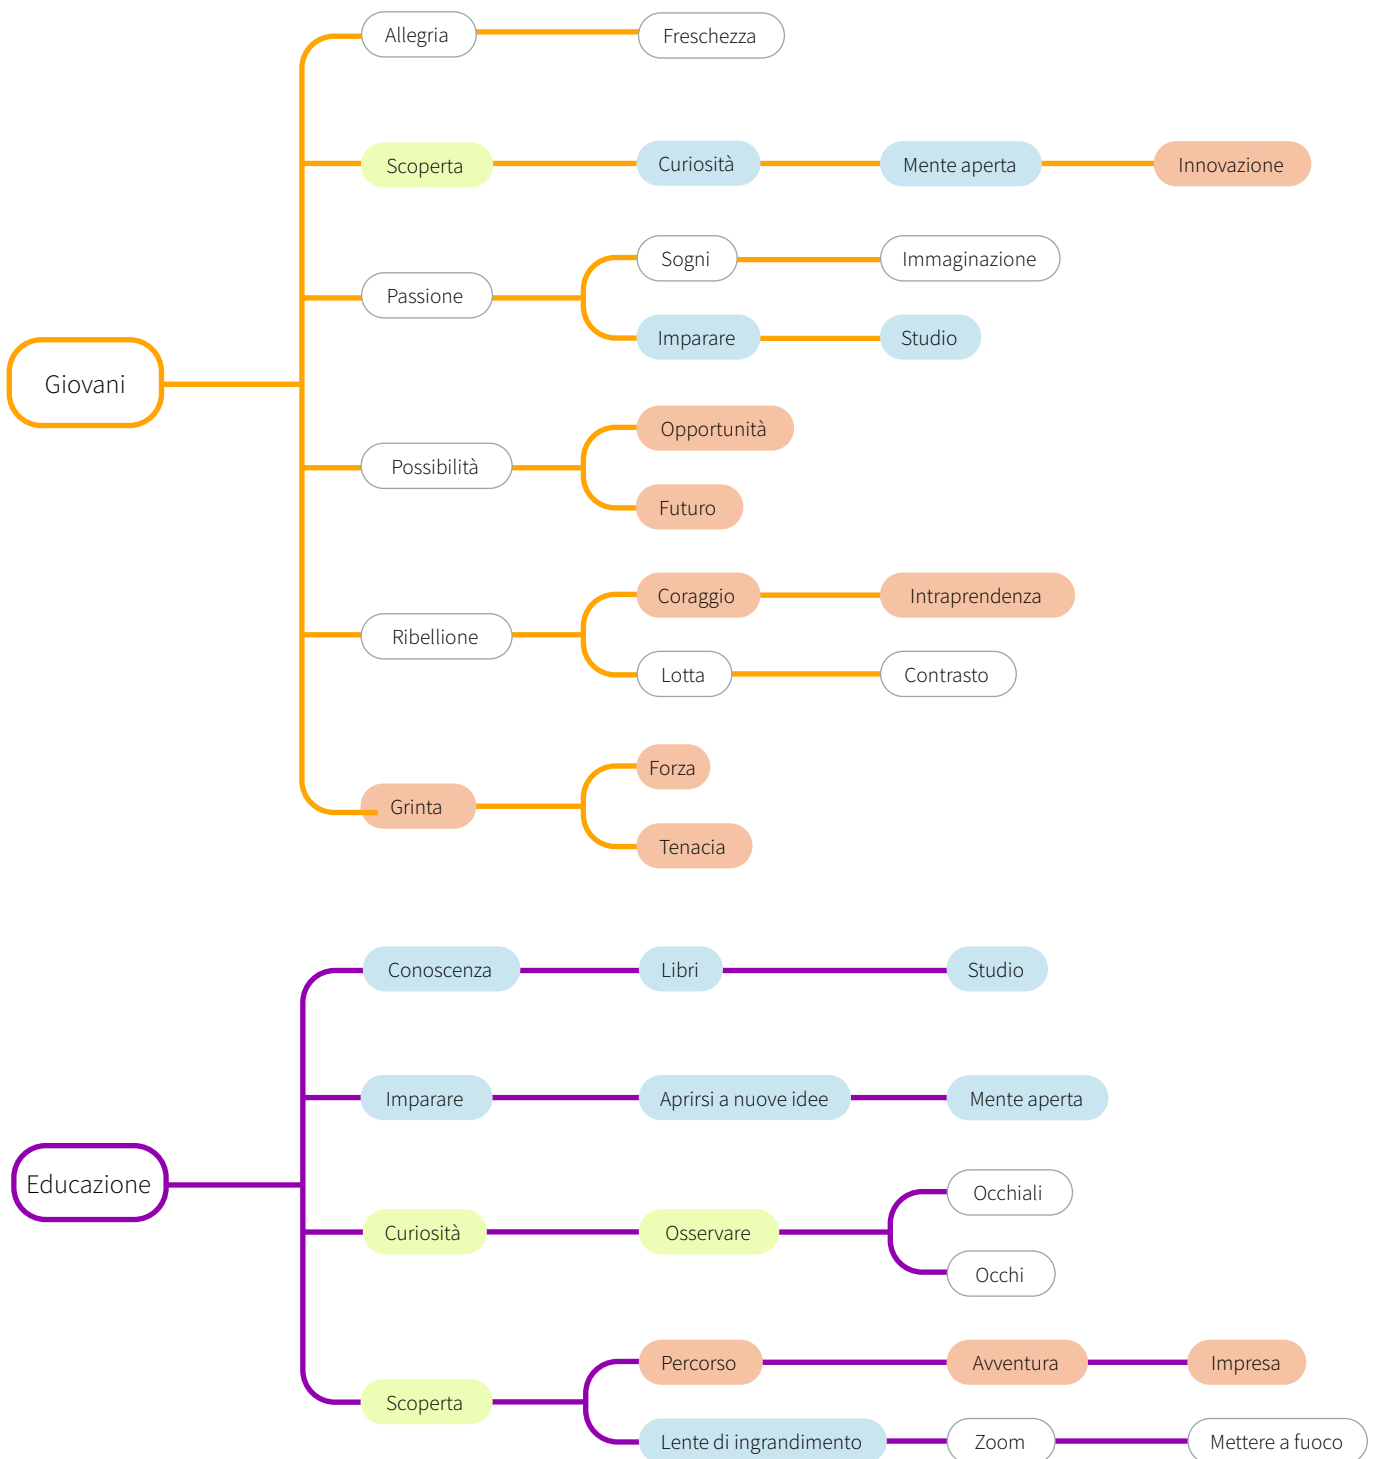 Allegria
Freschezza
Scoperta
Curiosità
Mente aperta
Innovazione
Sogni
Immaginazione
Passione
Imparare
Studio
Giovani
Opportunità
Possibilità
Futuro
Coraggio
Intraprendenza
Ribellione
Lotta
Contrasto
Forza
Grinta
Tenacia
Conoscenza
Libri
Studio
Imparare
Aprirsi a nuove idee
Mente aperta
Educazione
Occhiali
Curiosità
Osservare
Occhi
Percorso
Avventura
Impresa
Scoperta
Lente di ingrandimento
Zoom
Mettere a fuoco